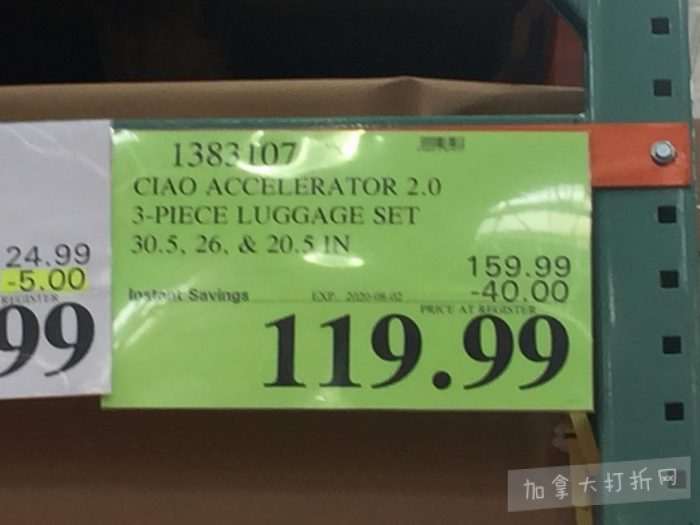 24.99
-5.00
REGISTER
99
1383107
CIAO ACCELERATOR 2.0
3-PIECE LUGGAGE SET
30.5, 26, & 20.5 IN
159.99
Instant Savings EXP. 2020-08-02 -40.00
PRICE AT REGISTER
119.99
加拿大打折网